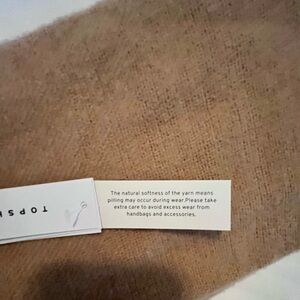 The natural softness of the yarn means
pilling may occur during wear.Please take
extra care to avoid excess wear from
handbags and accessories.